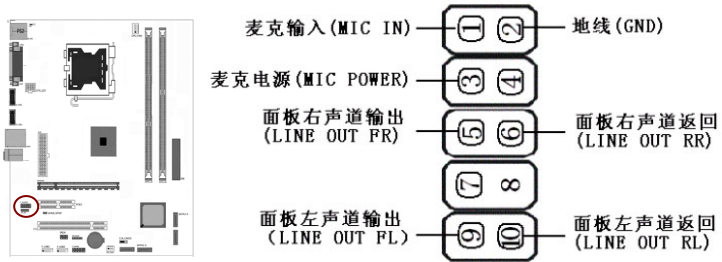 麦克输入(MIC IN)
1
2
地线(GND)
麦克电源(MIC POWER)
3
4
面板右声道输出
(LINE OUT FR)
5
6
面板右声道返回
(LINE OUT RR)
7
8
面板左声道输出
(LINE OUT FL)
9
10
面板左声道返回
(LINE OUT RL)